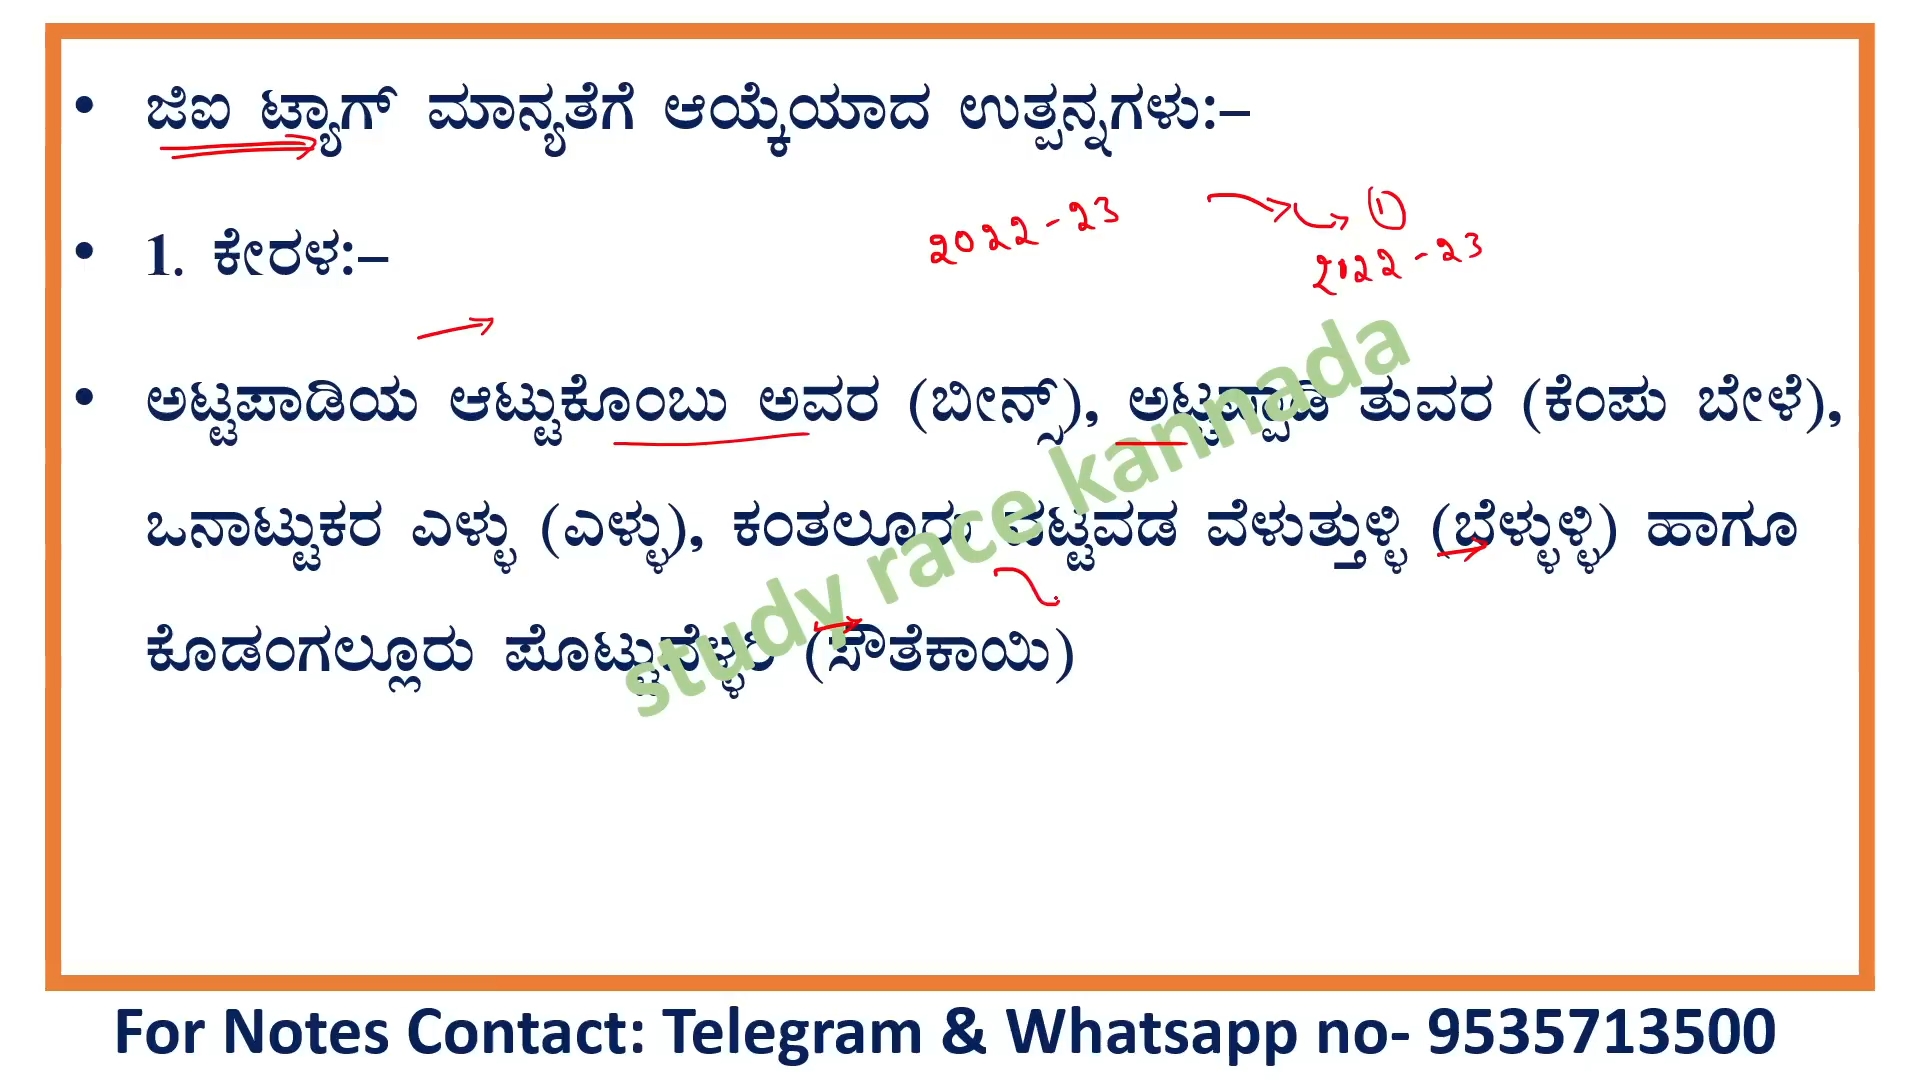 • ಜಿಐ ಟ್ಯಾಗ್ ಮಾನ್ಯತೆಗೆ ಆಯ್ಕೆಯಾದ ಉತ್ಪನ್ನಗಳು:–
2022-23
①
2022-23
• 1. ಕೇರಳ:–
• ಅಟ್ಟಪಾಡಿಯ ಆಟ್ಟುಕೊಂಬು ಅವರ (ಬೀನ್ಸ್), ಅಟ್ಟಪ್ಪಾಡಿ ತುವರ (ಕೆಂಪು ಬೇಳೆ),
ಒನಾಟ್ಟುಕರ ಎಳ್ಳು (ಎಳ್ಳು), ಕಂತಲೂರು ವಟ್ಟವಡ ವೆಳುತ್ತುಳ್ಳಿ (ಬೆಳ್ಳುಳ್ಳಿ) ಹಾಗೂ
ಕೊಡಂಗಲ್ಲೂರು ಪೊಟ್ಟುವೆಳ್ಳರಿ (ಸೌತೆಕಾಯಿ)
study race kannada
For Notes Contact: Telegram & Whatsapp no- 9535713500